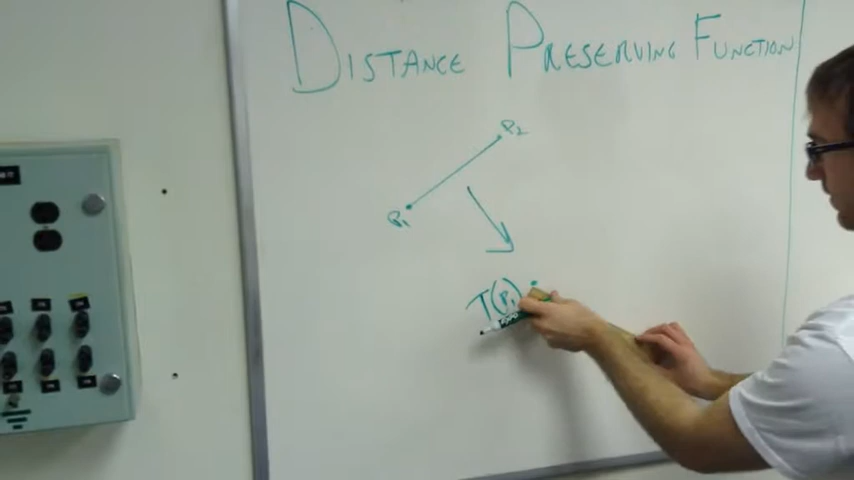 DISTANCE PRESERVING FUNCTION
P2
P1
T(P1)